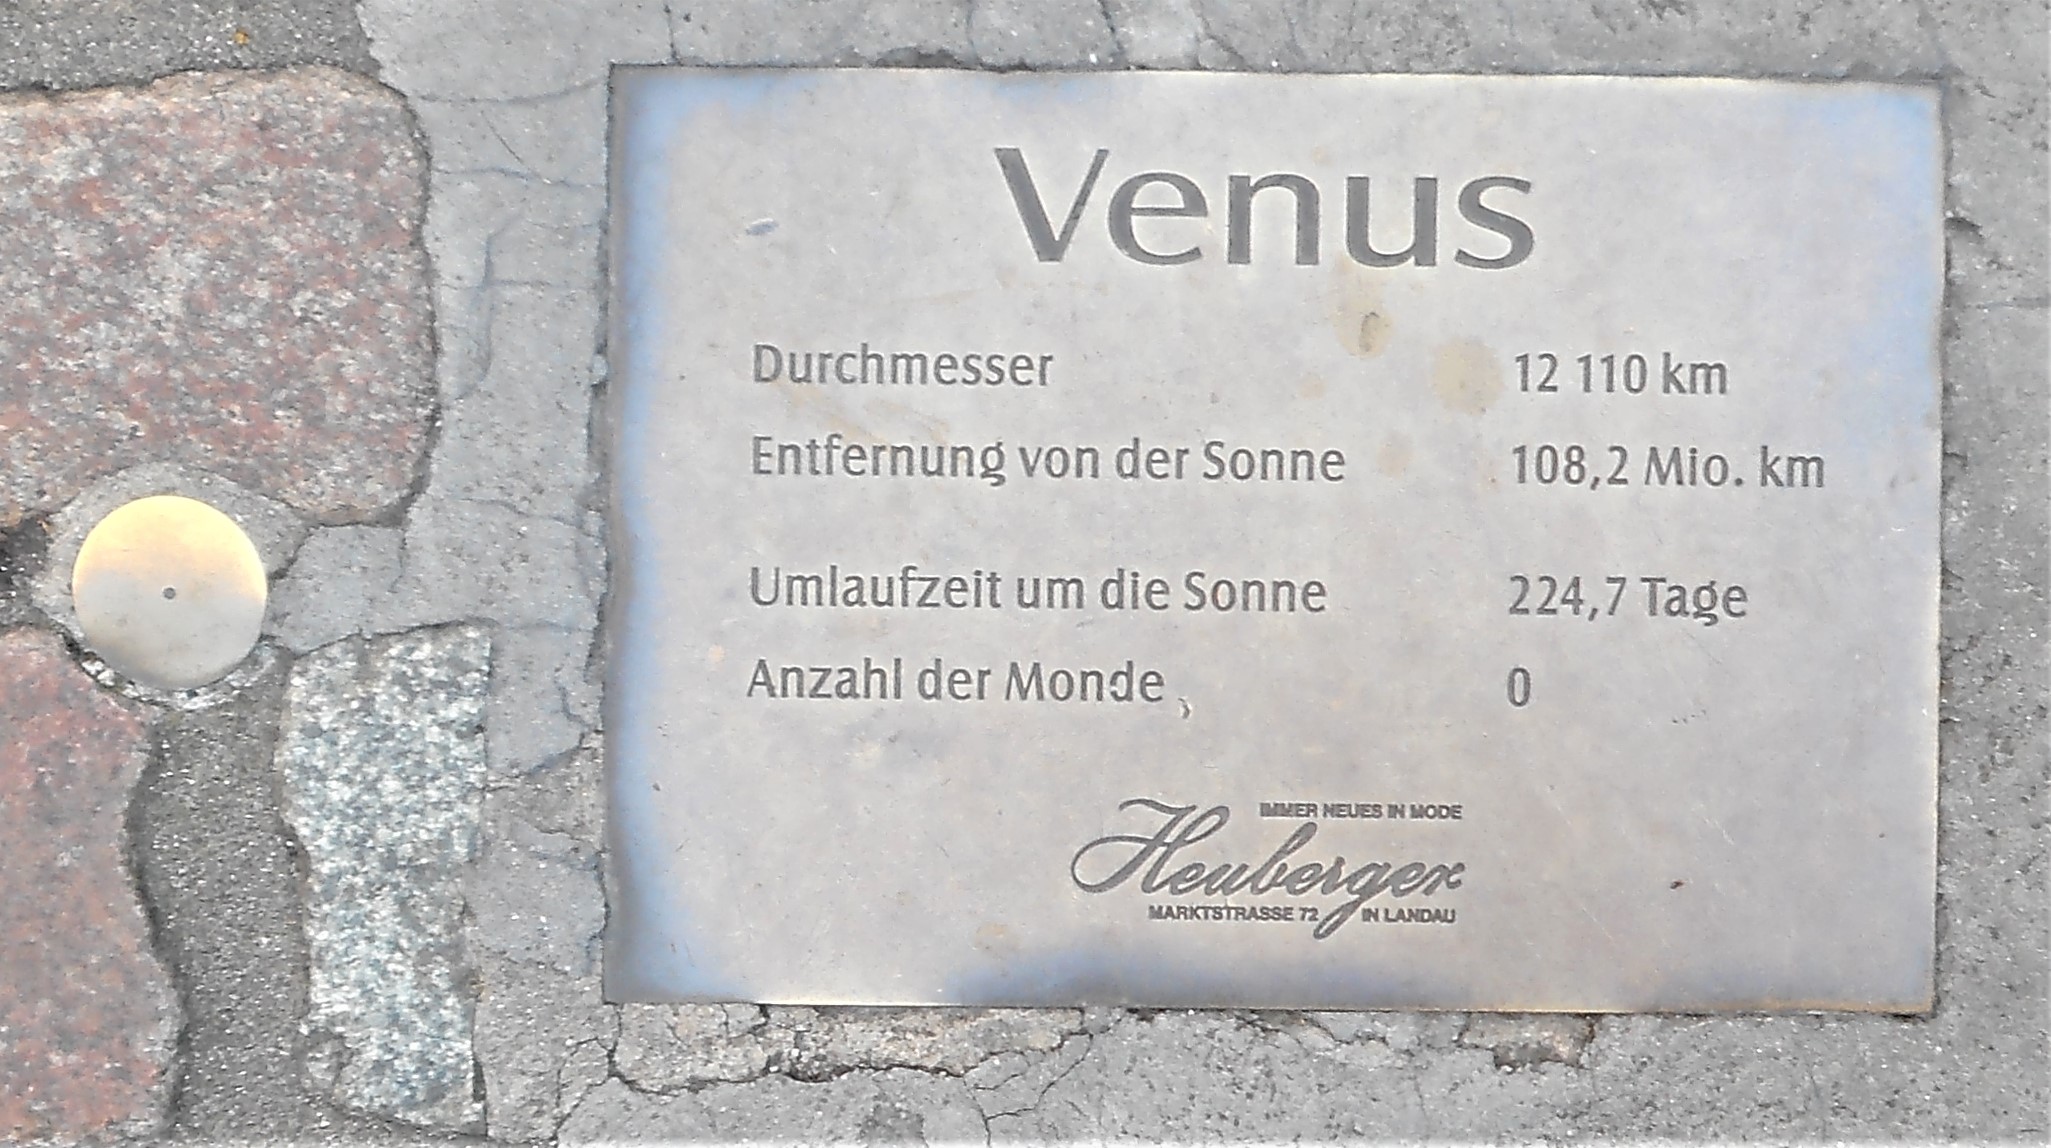 Venus
Durchmesser 12 110 km
Entfernung von der Sonne 108,2 Mio. km
Umlaufzeit um die Sonne 224,7 Tage
Anzahl der Monde 0
IMMER NEUES IN MODE
Heuberger
MARKTSTRASSE 72 IN LANDAU